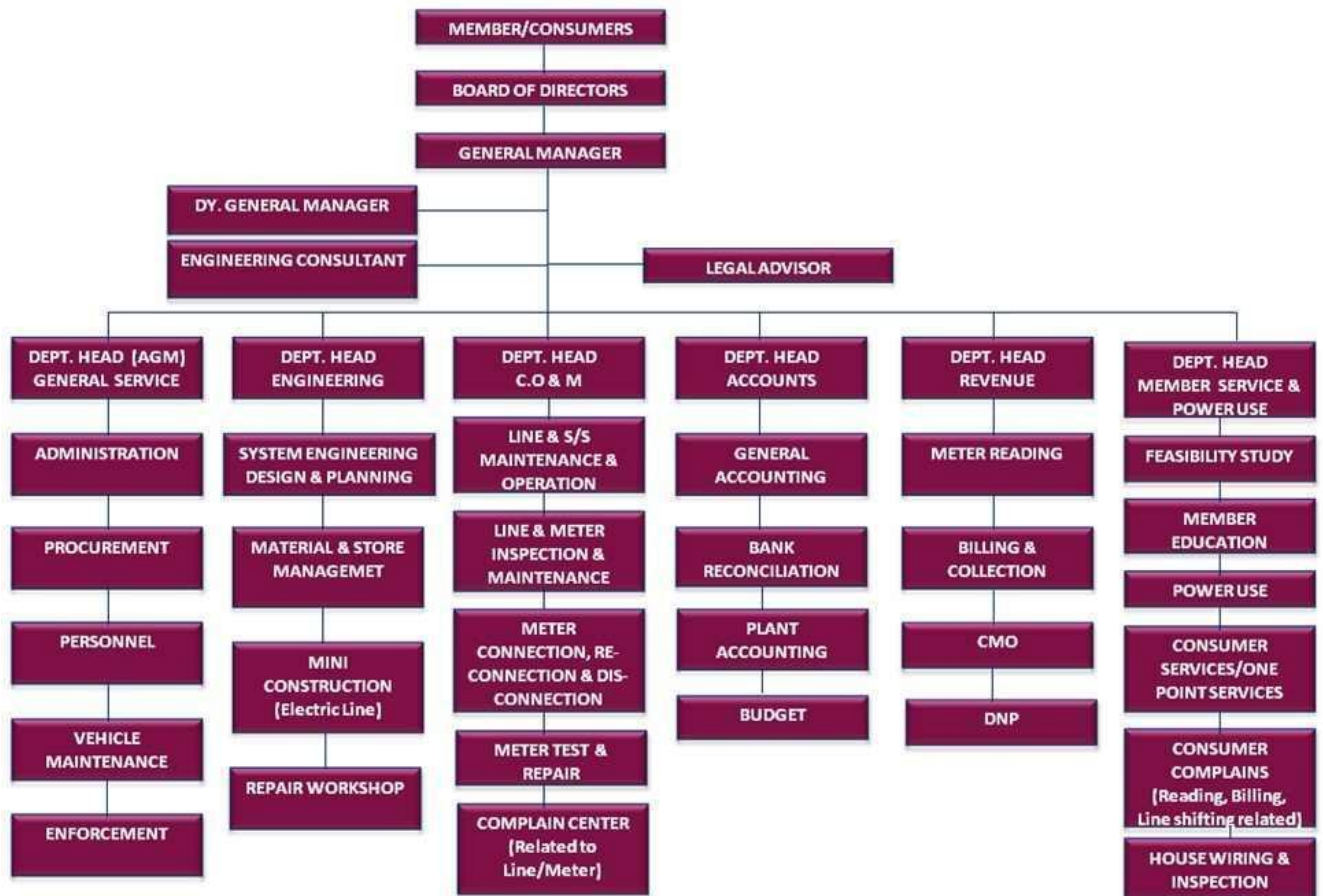 MEMBER/CONSUMERS
BOARD OF DIRECTORS
GENERAL MANAGER
DY. GENERAL MANAGER
ENGINEERING CONSULTANT
LEGAL ADVISOR
DEPT. HEAD (AGM)
GENERAL SERVICE
ADMINISTRATION
PROCUREMENT
PERSONNEL
VEHICLE
MAINTENANCE
ENFORCEMENT
DEPT. HEAD
ENGINEERING
SYSTEM ENGINEERING
DESIGN & PLANNING
MATERIAL & STORE
MANAGEMET
MINI
CONSTRUCTION
(Electric Line)
REPAIR WORKSHOP
DEPT. HEAD
C.O & M
LINE & S/S
MAINTENANCE &
OPERATION
LINE & METER
INSPECTION &
MAINTENANCE
METER
CONNECTION, RE-
CONNECTION & DIS-
CONNECTION
METER TEST &
REPAIR
COMPLAIN CENTER
(Related to
Line/Meter)
DEPT. HEAD
ACCOUNTS
GENERAL
ACCOUNTING
BANK
RECONCILIATION
PLANT
ACCOUNTING
BUDGET
DEPT. HEAD
REVENUE
METER READING
BILLING &
COLLECTION
CMO
DNP
DEPT. HEAD
MEMBER SERVICE &
POWER USE
FEASIBILITY STUDY
MEMBER
EDUCATION
POWER USE
CONSUMER
SERVICES/ONE
POINT SERVICES
CONSUMER
COMPLAINS
(Reading, Billing,
Line shifting related)
HOUSE WIRING &
INSPECTION